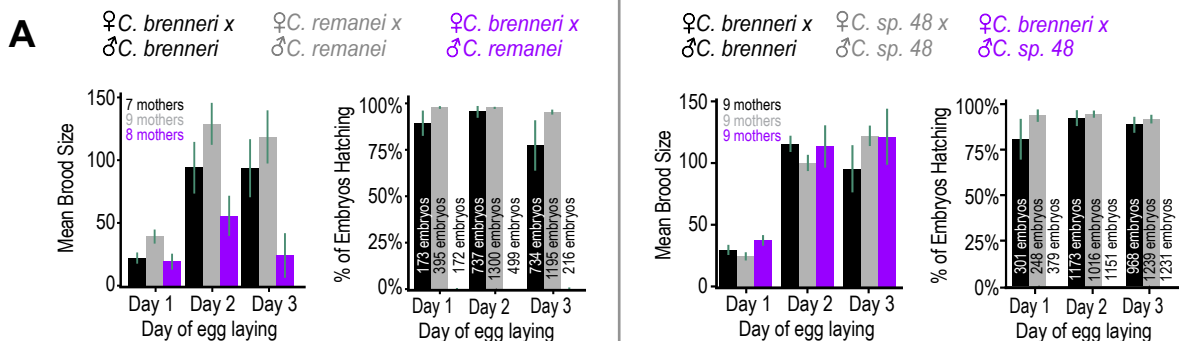 A
♀C. brenneri x
♂C. brenneri
♀C. remanei x
♂C. remanei
♀C. brenneri x
♂C. remanei
150
100
50
0
Mean Brood Size
7 mothers
9 mothers
8 mothers
Day 1 Day 2 Day 3
Day of egg laying
100%
75%
50%
25%
0%
% of Embryos Hatching
173 embryos
395 embryos
172 embryos
737 embryos
1300 embryos
499 embryos
734 embryos
1195 embryos
216 embryos
Day 1 Day 2 Day 3
Day of egg laying
♀C. brenneri x
♂C. brenneri
♀C. sp. 48 x
♂C. sp. 48
♀C. brenneri x
♂C. sp. 48
150
100
50
0
Mean Brood Size
9 mothers
9 mothers
9 mothers
Day 1 Day 2 Day 3
Day of egg laying
100%
75%
50%
25%
0%
% of Embryos Hatching
301 embryos
248 embryos
379 embryos
1173 embryos
1016 embryos
1151 embryos
968 embryos
1239 embryos
1231 embryos
Day 1 Day 2 Day 3
Day of egg laying